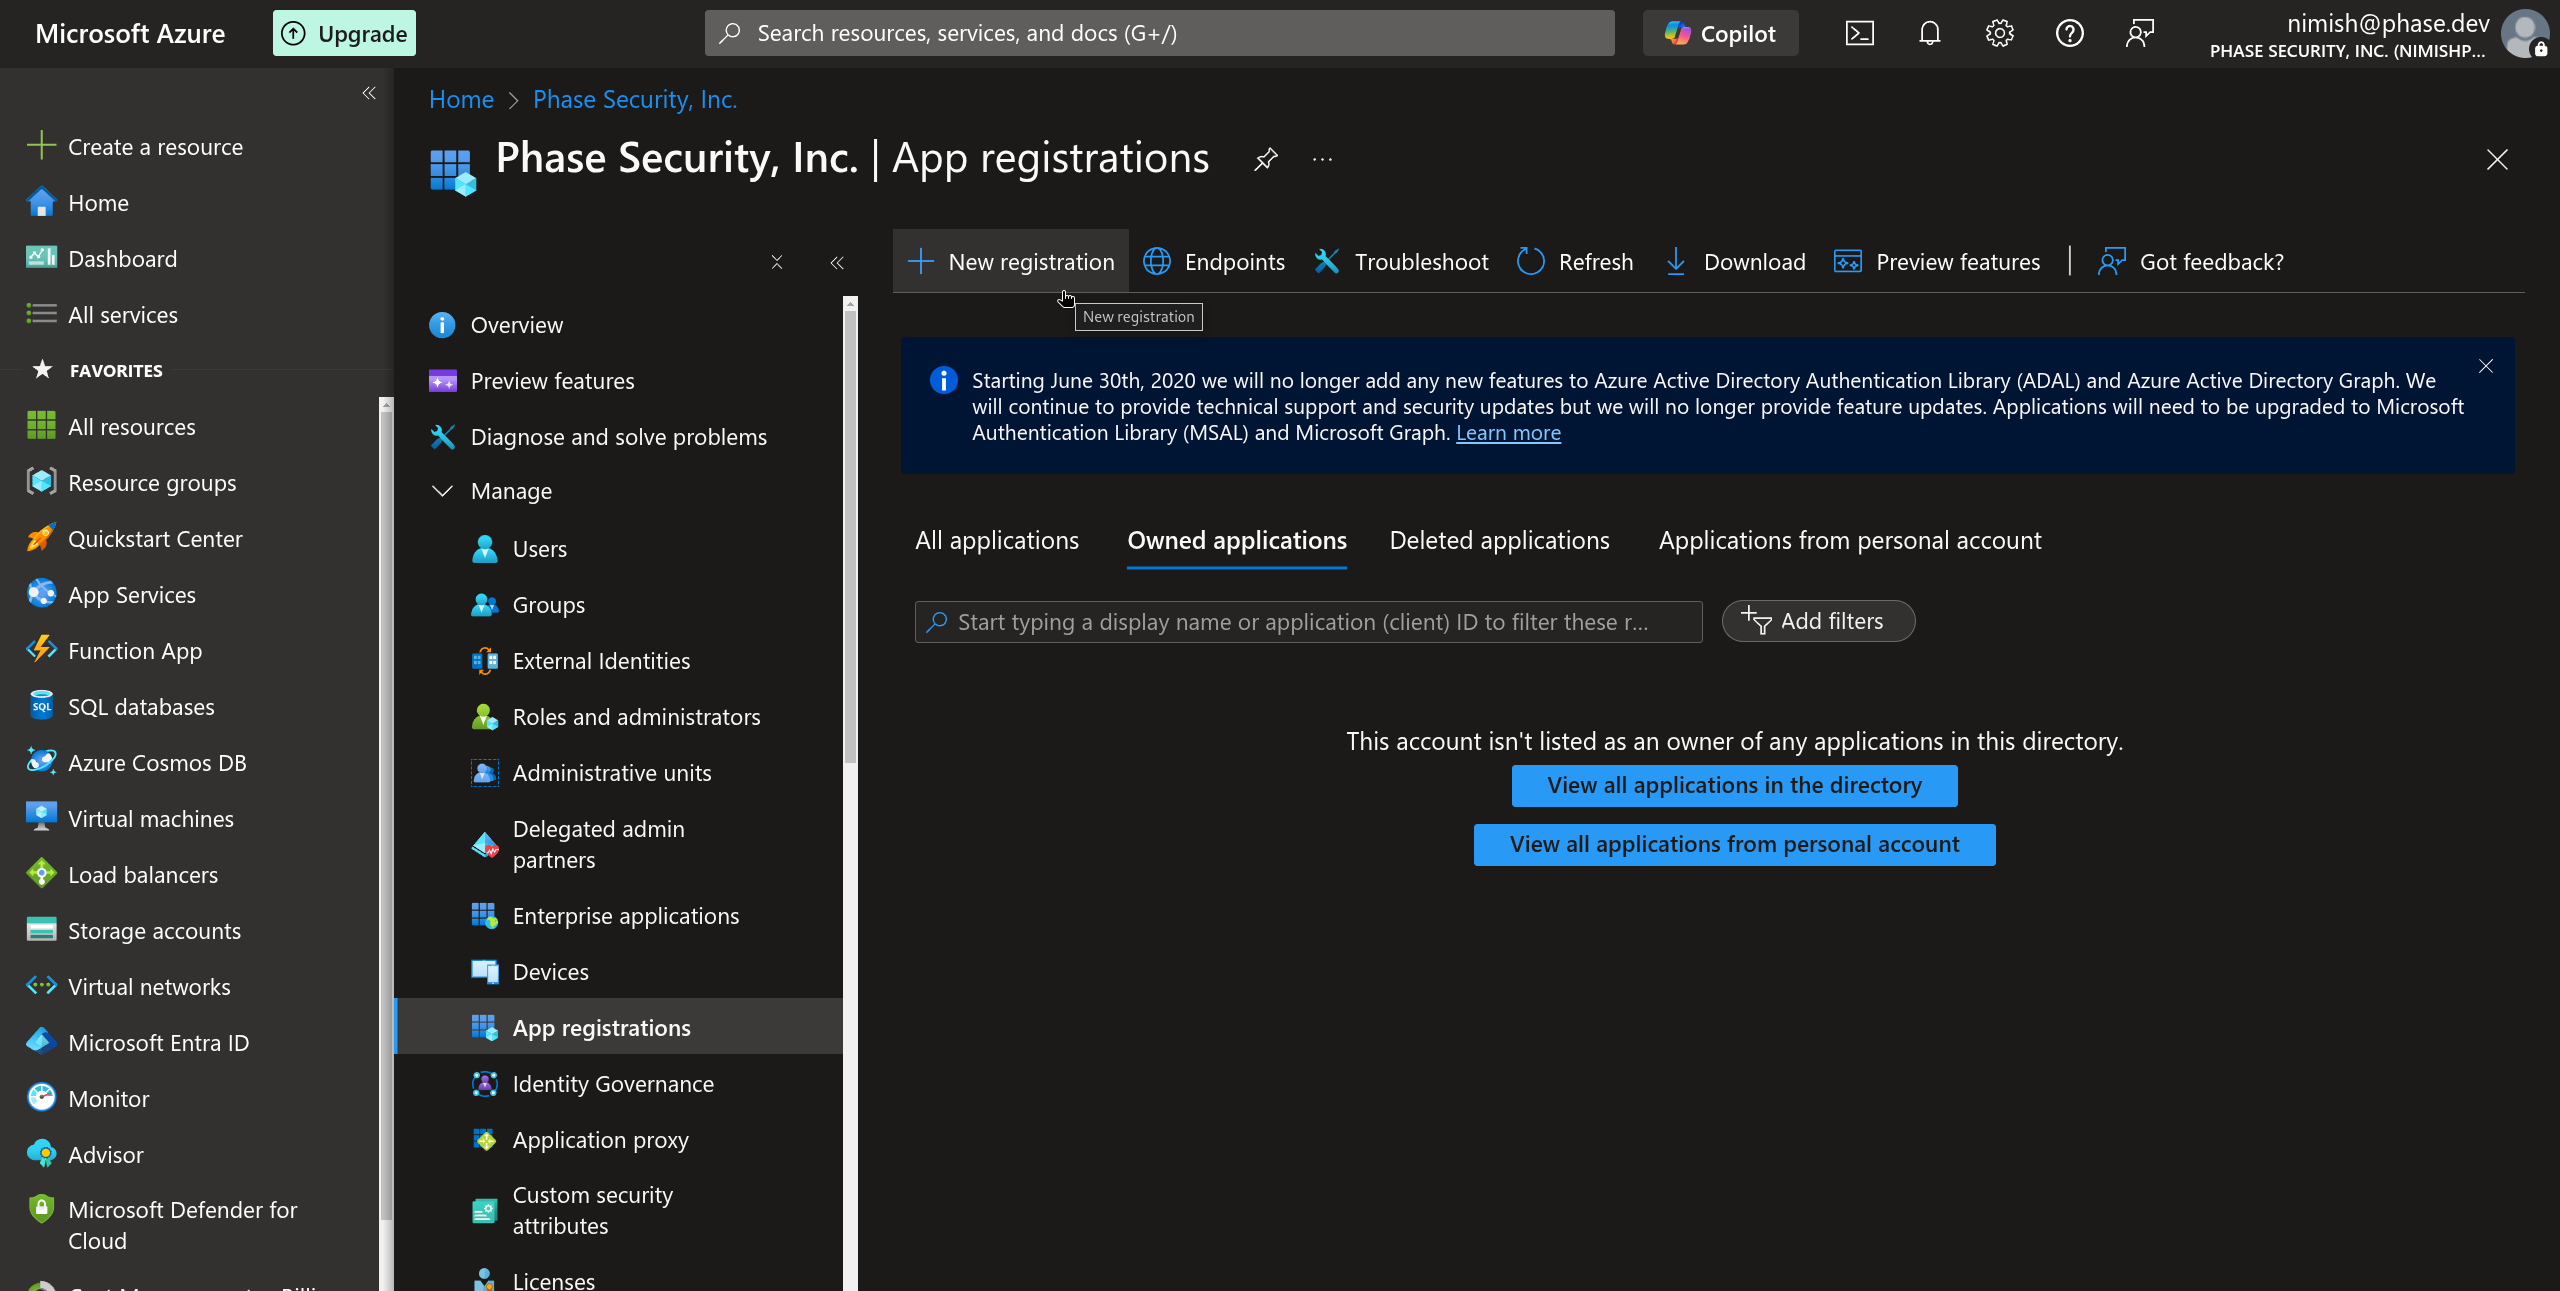 Microsoft Azure
Upgrade
Search resources, services, and docs (G+/)
Copilot
nimish@phase.dev
PHASE SECURITY, INC. (NIMISHP...
Create a resource
Home
Dashboard
All services
FAVORITES
All resources
Resource groups
Quickstart Center
App Services
Function App
SQL databases
Azure Cosmos DB
Virtual machines
Load balancers
Storage accounts
Virtual networks
Microsoft Entra ID
Monitor
Advisor
Microsoft Defender for
Cloud
Home > Phase Security, Inc.
Phase Security, Inc. | App registrations
Overview
Preview features
Diagnose and solve problems
Manage
Users
Groups
External Identities
Roles and administrators
Administrative units
Delegated admin
partners
Enterprise applications
Devices
App registrations
Identity Governance
Application proxy
Custom security
attributes
Licenses
New registration
Endpoints
Troubleshoot
Refresh
Download
Preview features
Got feedback?
New registration
Starting June 30th, 2020 we will no longer add any new features to Azure Active Directory Authentication Library (ADAL) and Azure Active Directory Graph. We
will continue to provide technical support and security updates but we will no longer provide feature updates. Applications will need to be upgraded to Microsoft
Authentication Library (MSAL) and Microsoft Graph. Learn more
All applications
Owned applications
Deleted applications
Applications from personal account
Start typing a display name or application (client) ID to filter these r...
Add filters
This account isn't listed as an owner of any applications in this directory.
View all applications in the directory
View all applications from personal account